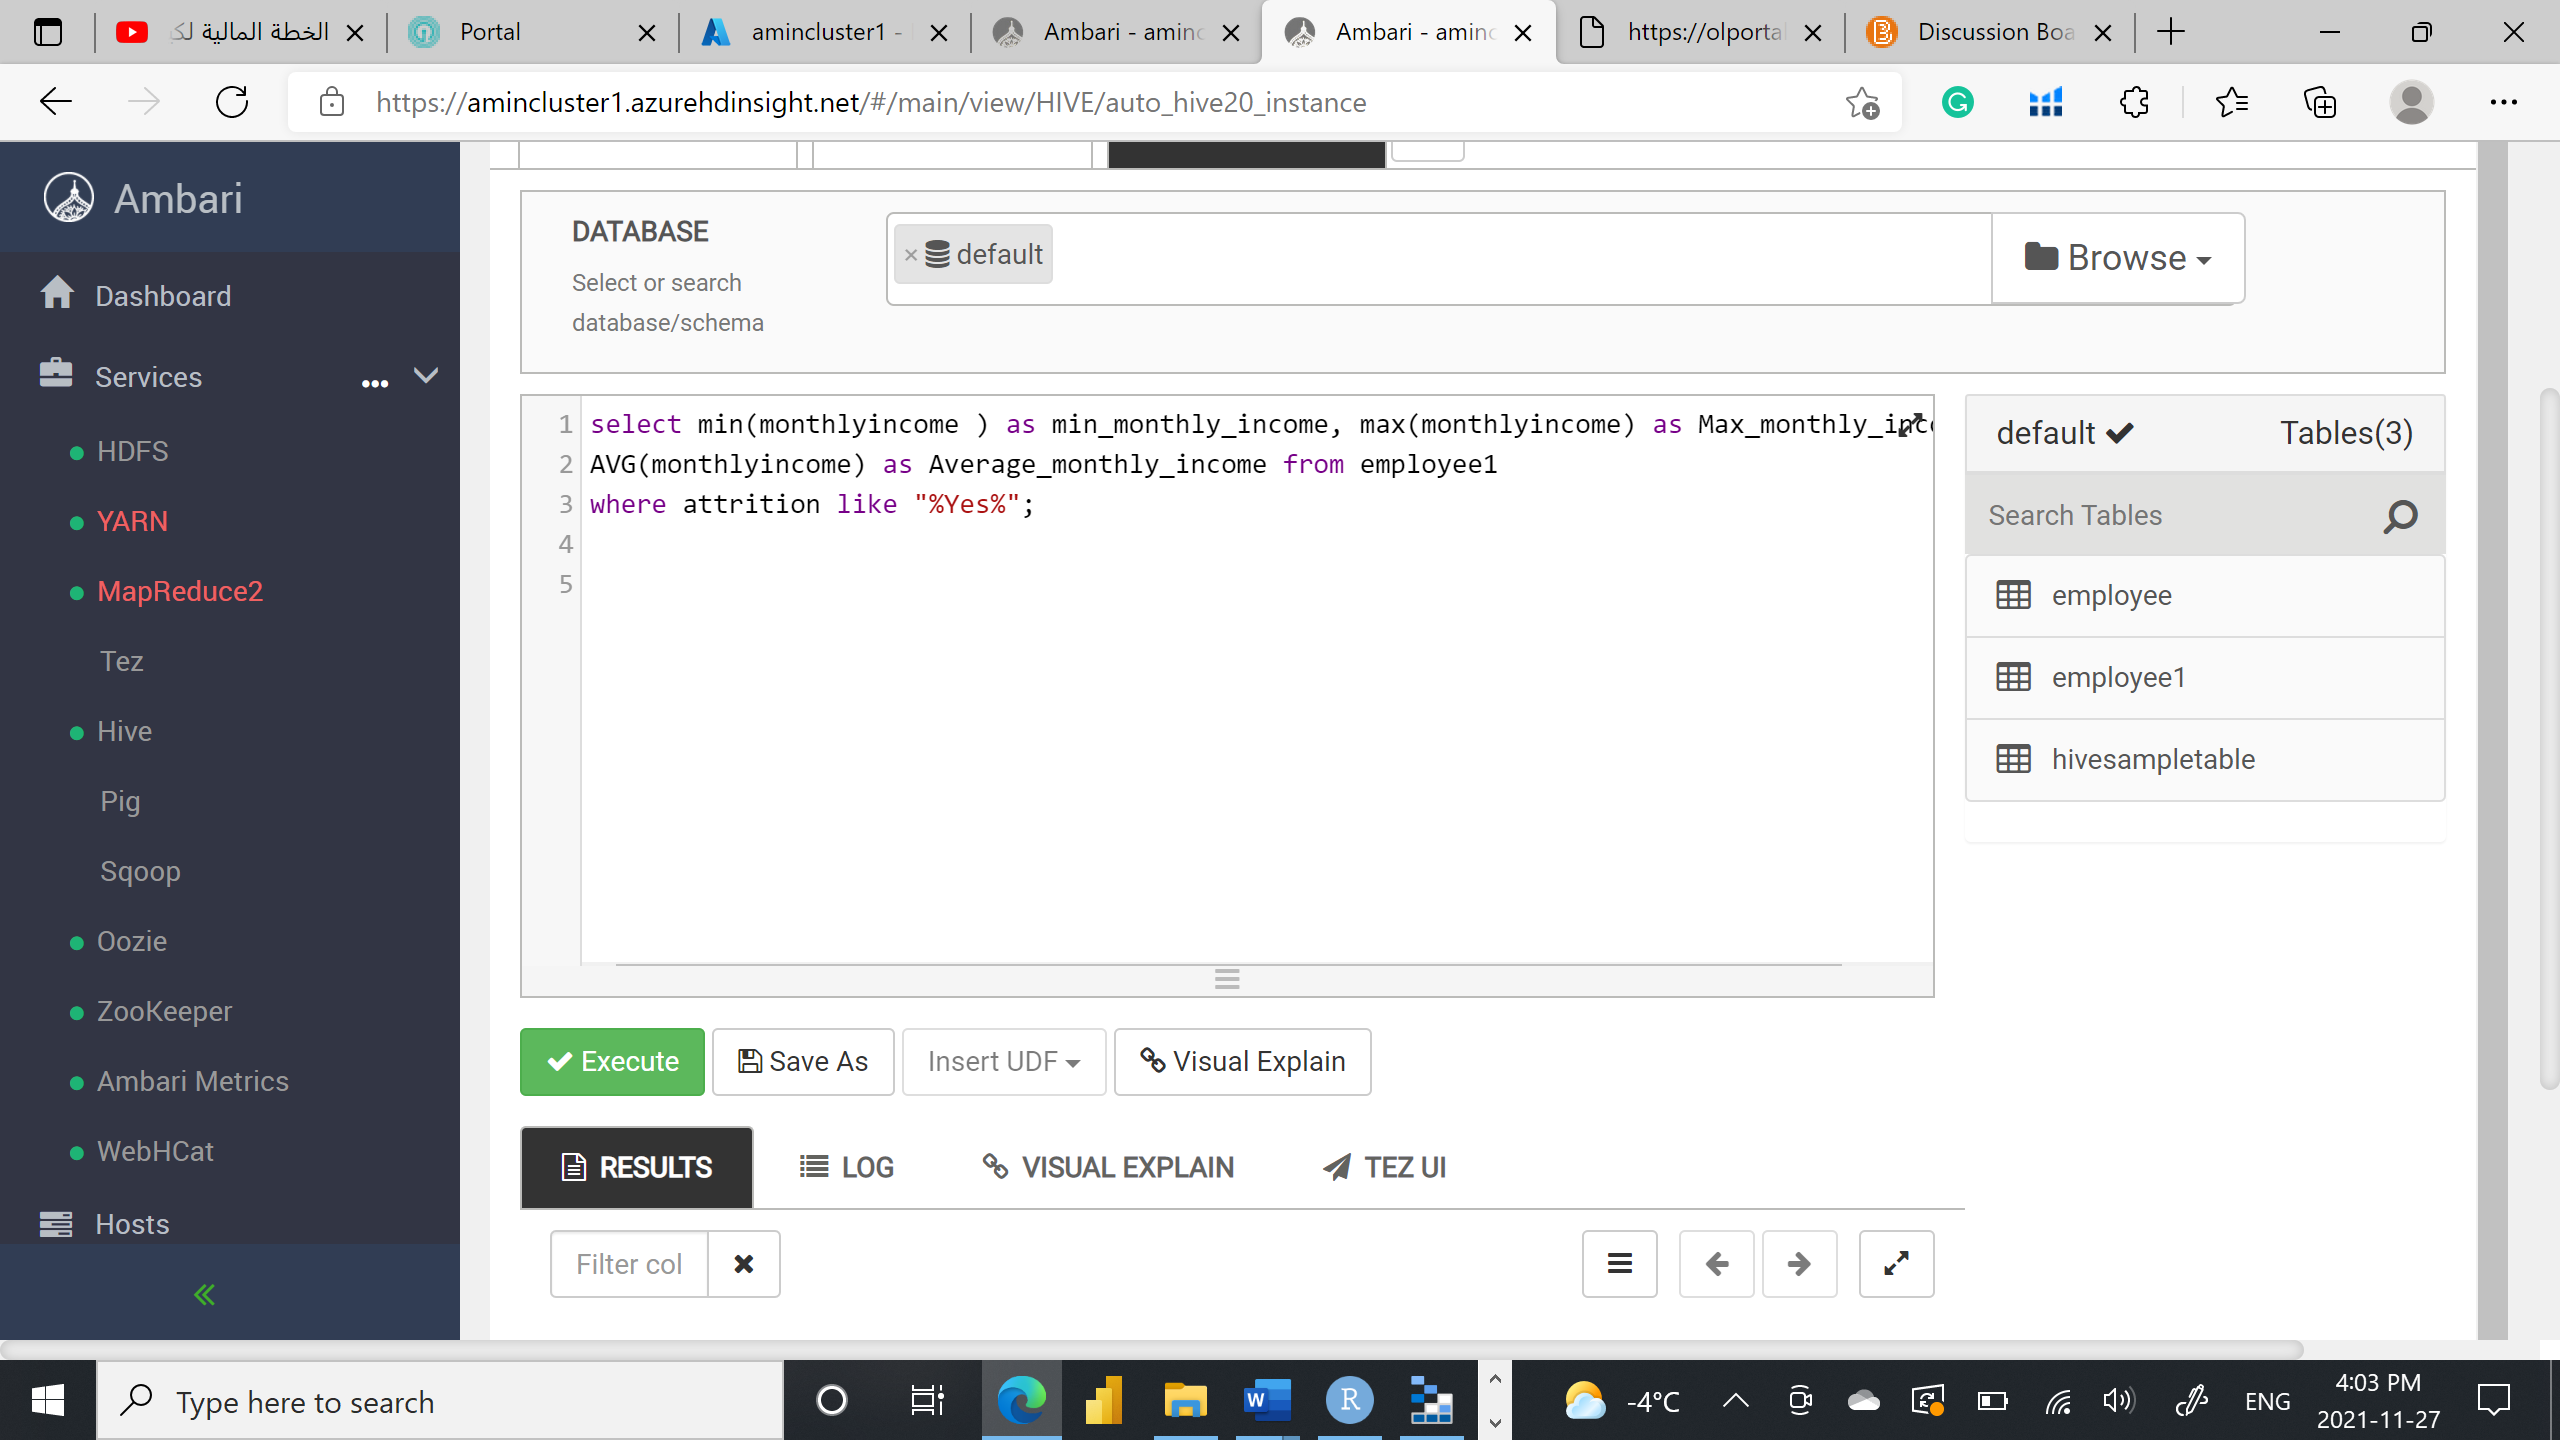 الخطة المالية لك
Portal
amincluster1 -
Ambari - aminc
Ambari - aminc
https://olporta
Discussion Boa
https://amincluster1.azurehdinsight.net/#/main/view/HIVE/auto_hive20_instance
Ambari
Dashboard
Services
HDFS
YARN
MapReduce2
Tez
Hive
Pig
Sqoop
Oozie
ZooKeeper
Ambari Metrics
WebHCat
Hosts
DATABASE
Select or search
database/schema
× default
Browse
1 select min(monthlyincome ) as min_monthly_income, max(monthlyincome) as Max_monthly_inco
2 AVG(monthlyincome) as Average_monthly_income from employee1
3 where attrition like "%Yes%";
4
5
default Tables(3)
Search Tables
employee
employee1
hivesampletable
Execute
Save As
Insert UDF
Visual Explain
RESULTS
LOG
VISUAL EXPLAIN
TEZ UI
Filter col
Type here to search
-4°C
ENG
4:03 PM
2021-11-27